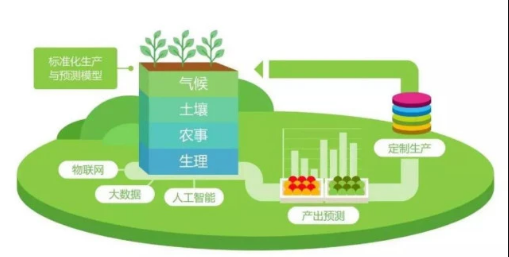 标准化生产
与预测模型
气候
土壤
农事
生理
物联网
大数据
人工智能
产出预测
定制生产